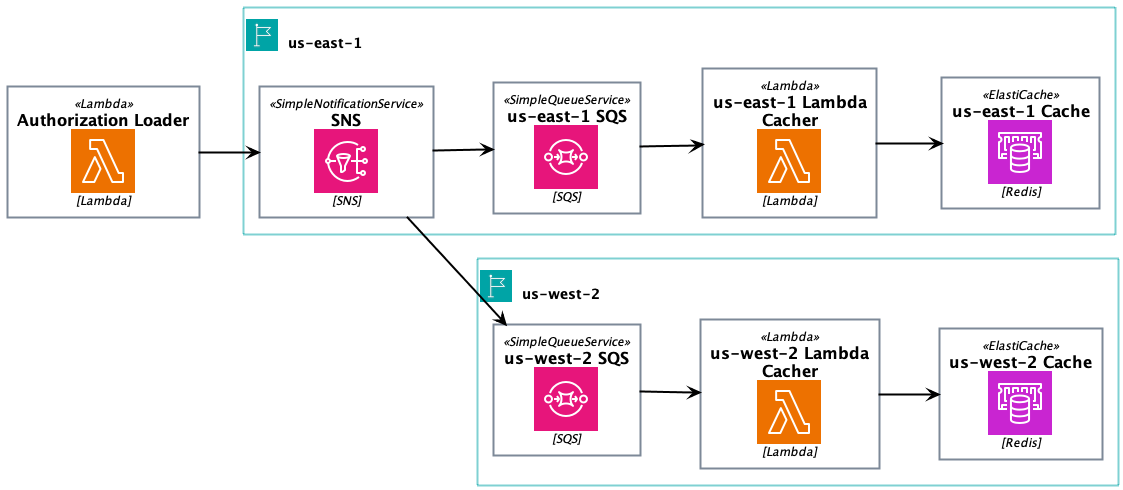 us-east-1
«Lambda»
Authorization Loader
[Lambda]
«SimpleNotificationService»
SNS
[SNS]
«SimpleQueueService»
us-east-1 SQS
[SQS]
«Lambda»
us-east-1 Lambda
Cacher
[Lambda]
«ElastiCache»
us-east-1 Cache
[Redis]
us-west-2
«SimpleQueueService»
us-west-2 SQS
[SQS]
«Lambda»
us-west-2 Lambda
Cacher
[Lambda]
«ElastiCache»
us-west-2 Cache
[Redis]